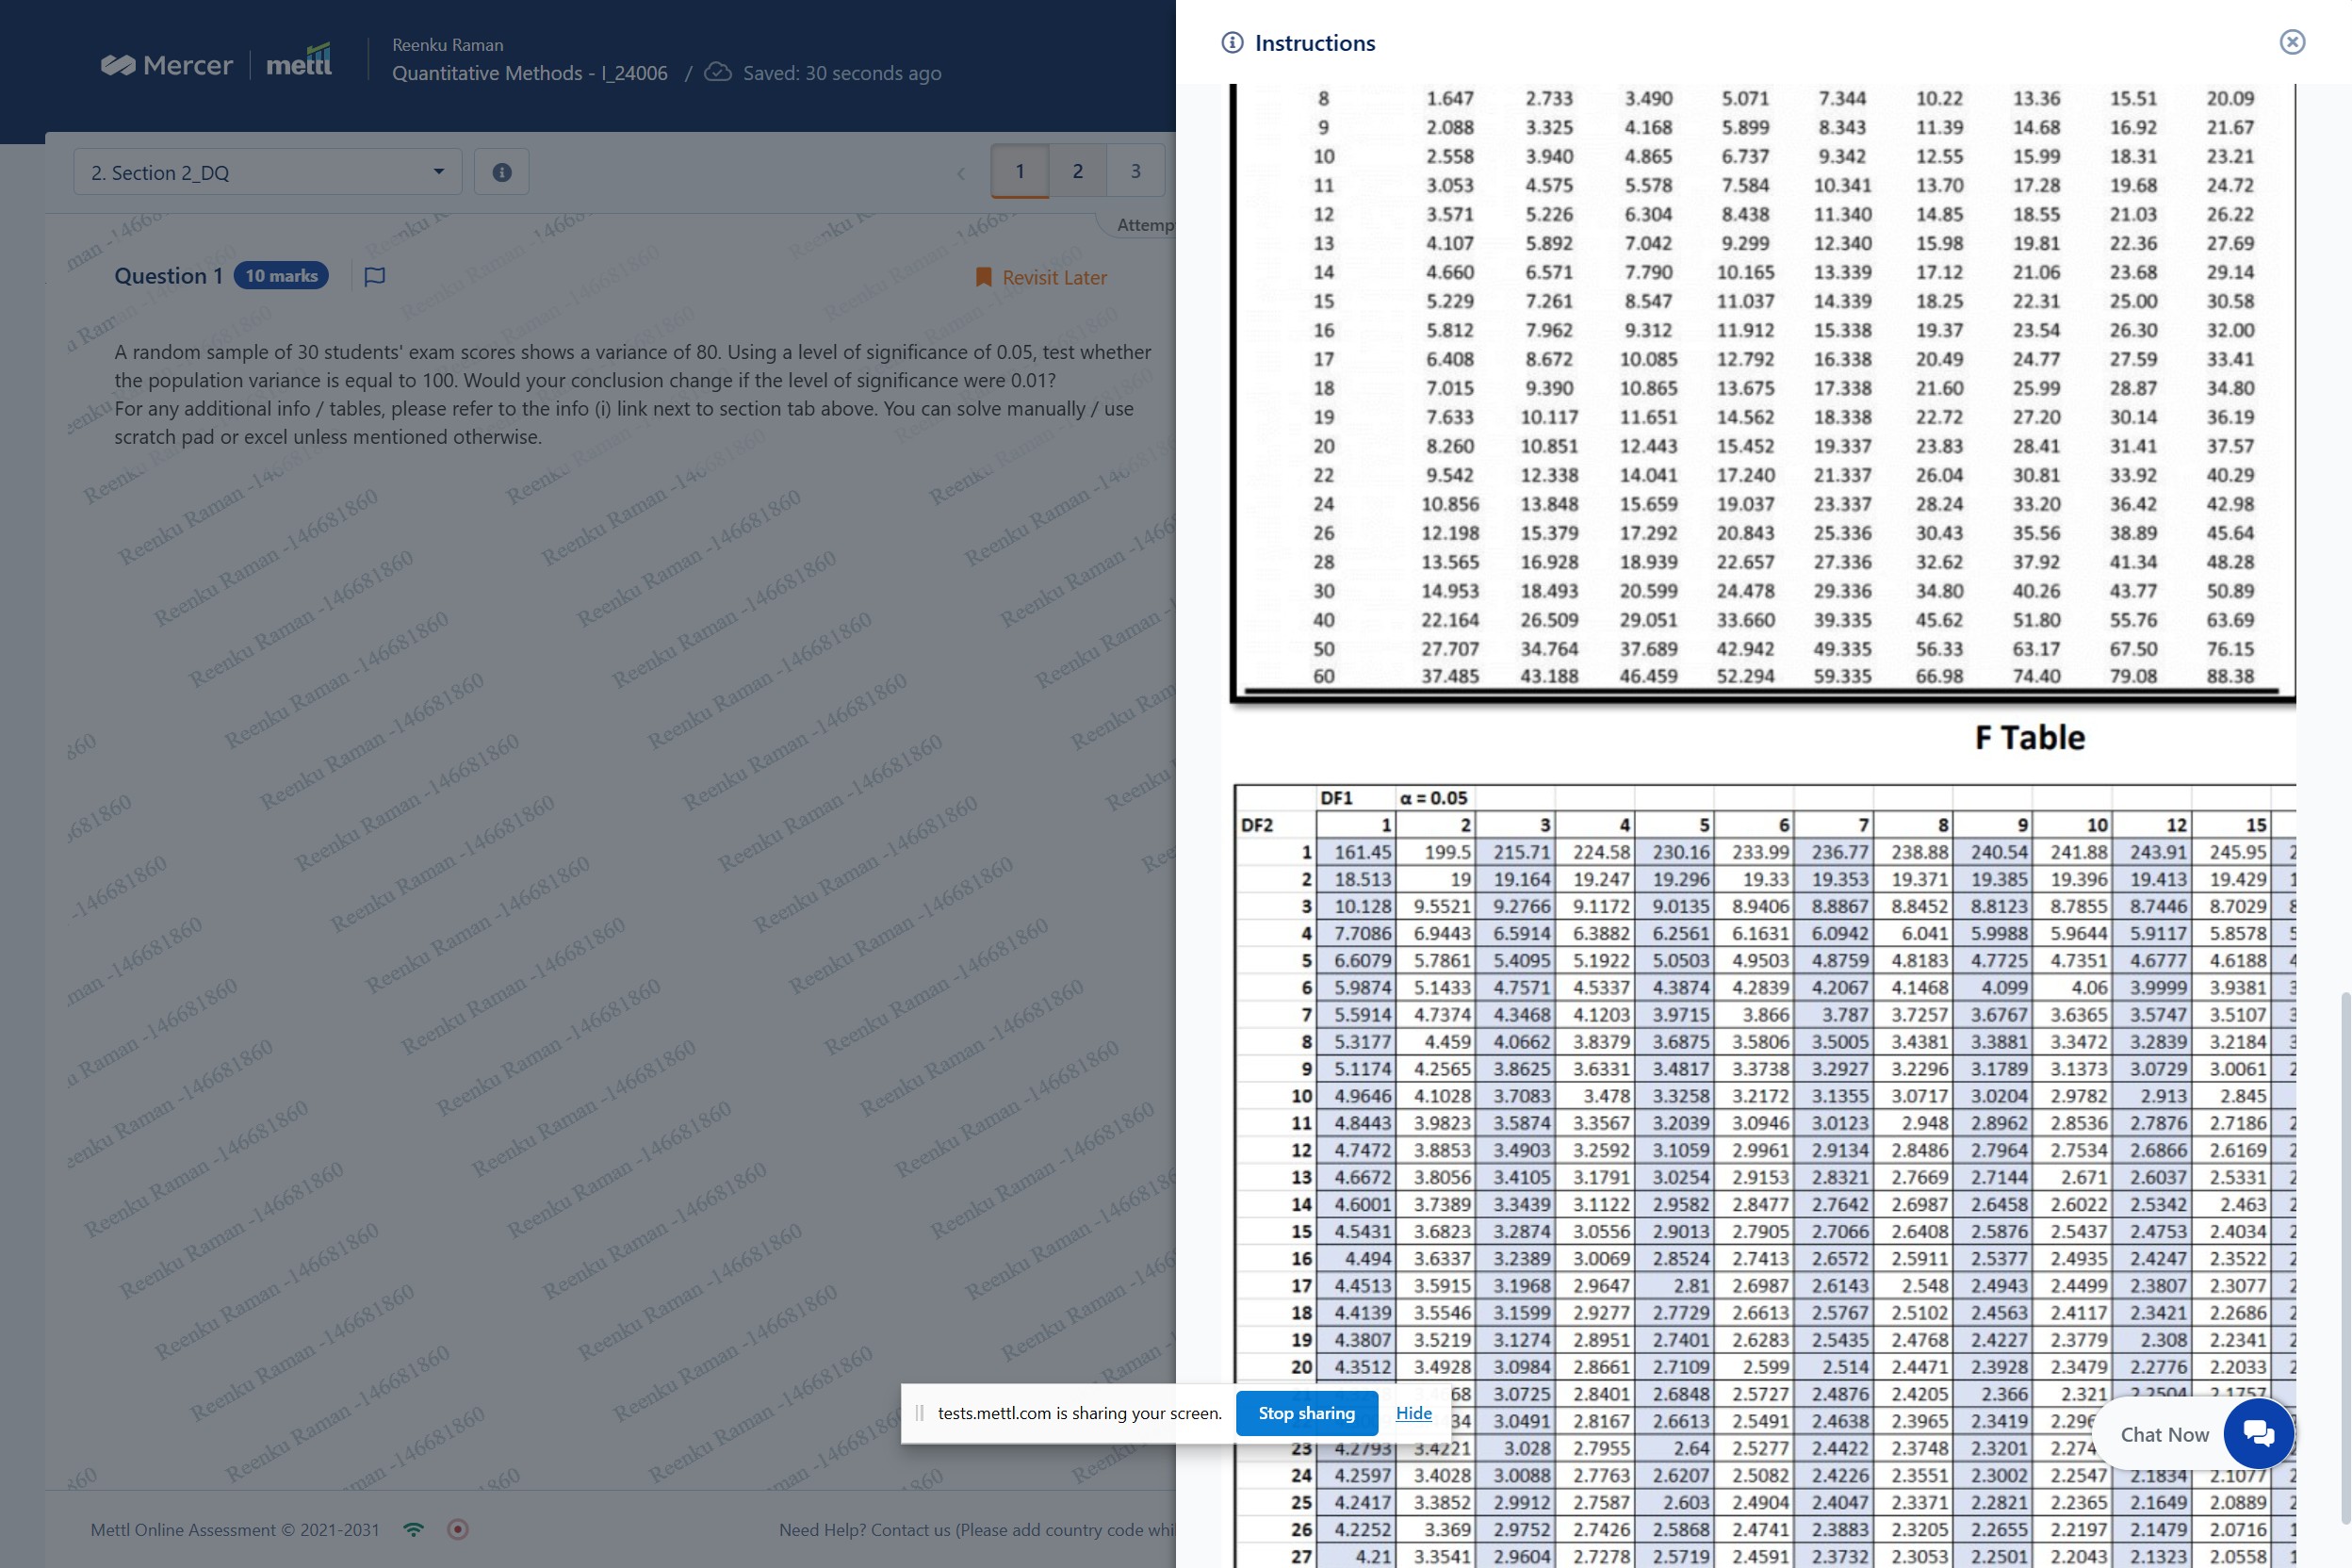 Mercer mettl
Reenku Raman
Quantitative Methods - I_24006 / Saved: 30 seconds ago
2. Section 2_DQ
1 2 3
Attemp
Question 1 10 marks
Revisit Later
A random sample of 30 students' exam scores shows a variance of 80. Using a level of significance of 0.05, test whether
the population variance is equal to 100. Would your conclusion change if the level of significance were 0.01?
For any additional info / tables, please refer to the info (i) link next to section tab above. You can solve manually / use
scratch pad or excel unless mentioned otherwise.
Reenku Raman -146681860
Mettl Online Assessment © 2021-2031
Need Help? Contact us (Please add country code whi
Instructions
8 1.647 2.733 3.490 5.071 7.344 10.22 13.36 15.51 20.09
9 2.088 3.325 4.168 5.899 8.343 11.39 14.68 16.92 21.67
10 2.558 3.940 4.865 6.737 9.342 12.55 15.99 18.31 23.21
11 3.053 4.575 5.578 7.584 10.341 13.70 17.28 19.68 24.72
12 3.571 5.226 6.304 8.438 11.340 14.85 18.55 21.03 26.22
13 4.107 5.892 7.042 9.299 12.340 15.98 19.81 22.36 27.69
14 4.660 6.571 7.790 10.165 13.339 17.12 21.06 23.68 29.14
15 5.229 7.261 8.547 11.037 14.339 18.25 22.31 25.00 30.58
16 5.812 7.962 9.312 11.912 15.338 19.37 23.54 26.30 32.00
17 6.408 8.672 10.085 12.792 16.338 20.49 24.77 27.59 33.41
18 7.015 9.390 10.865 13.675 17.338 21.60 25.99 28.87 34.80
19 7.633 10.117 11.651 14.562 18.338 22.72 27.20 30.14 36.19
20 8.260 10.851 12.443 15.452 19.337 23.83 28.41 31.41 37.57
22 9.542 12.338 14.041 17.240 21.337 26.04 30.81 33.92 40.29
24 10.856 13.848 15.659 19.037 23.337 28.24 33.20 36.42 42.98
26 12.198 15.379 17.292 20.843 25.336 30.43 35.56 38.89 45.64
28 13.565 16.928 18.939 22.657 27.336 32.62 37.92 41.34 48.28
30 14.953 18.493 20.599 24.478 29.336 34.80 40.26 43.77 50.89
40 22.164 26.509 29.051 33.660 39.335 45.62 51.80 55.76 63.69
50 27.707 34.764 37.689 42.942 49.335 56.33 63.17 67.50 76.15
60 37.485 43.188 46.459 52.294 59.335 66.98 74.40 79.08 88.38
F Table
DF1 α = 0.05
DF2 1 2 3 4 5 6 7 8 9 10 12 15
1 161.45 199.5 215.71 224.58 230.16 233.99 236.77 238.88 240.54 241.88 243.91 245.95
2 18.513 19 19.164 19.247 19.296 19.33 19.353 19.371 19.385 19.396 19.413 19.429
3 10.128 9.5521 9.2766 9.1172 9.0135 8.9406 8.8867 8.8452 8.8123 8.7855 8.7446 8.7029
4 7.7086 6.9443 6.5914 6.3882 6.2561 6.1631 6.0942 6.041 5.9988 5.9644 5.9117 5.8578
5 6.6079 5.7861 5.4095 5.1922 5.0503 4.9503 4.8759 4.8183 4.7725 4.7351 4.6777 4.6188
6 5.9874 5.1433 4.7571 4.5337 4.3874 4.2839 4.2067 4.1468 4.099 4.06 3.9999 3.9381
7 5.5914 4.7374 4.3468 4.1203 3.9715 3.866 3.787 3.7257 3.6767 3.6365 3.5747 3.5107
8 5.3177 4.459 4.0662 3.8379 3.6875 3.5806 3.5005 3.4381 3.3881 3.3472 3.2839 3.2184
9 5.1174 4.2565 3.8625 3.6331 3.4817 3.3738 3.2927 3.2296 3.1789 3.1373 3.0729 3.0061
10 4.9646 4.1028 3.7083 3.478 3.3258 3.2172 3.1355 3.0717 3.0204 2.9782 2.913 2.845
11 4.8443 3.9823 3.5874 3.3567 3.2039 3.0946 3.0123 2.948 2.8962 2.8536 2.7876 2.7186
12 4.7472 3.8853 3.4903 3.2592 3.1059 2.9961 2.9134 2.8486 2.7964 2.7534 2.6866 2.6169
13 4.6672 3.8056 3.4105 3.1791 3.0254 2.9153 2.8321 2.7669 2.7144 2.671 2.6037 2.5331
14 4.6001 3.7389 3.3439 3.1122 2.9582 2.8477 2.7642 2.6987 2.6458 2.6022 2.5342 2.463
15 4.5431 3.6823 3.2874 3.0556 2.9013 2.7905 2.7066 2.6408 2.5876 2.5437 2.4753 2.4034
16 4.494 3.6337 3.2389 3.0069 2.8524 2.7413 2.6572 2.5911 2.5377 2.4935 2.4247 2.3522
17 4.4513 3.5915 3.1968 2.9647 2.81 2.6987 2.6143 2.548 2.4943 2.4499 2.3807 2.3077
18 4.4139 3.5546 3.1599 2.9277 2.7729 2.6613 2.5767 2.5102 2.4563 2.4117 2.3421 2.2686
19 4.3807 3.5219 3.1274 2.8951 2.7401 2.6283 2.5435 2.4768 2.4227 2.3779 2.308 2.2341
20 4.3512 3.4928 3.0984 2.8661 2.7109 2.599 2.514 2.4471 2.3928 2.3479 2.2776 2.2033
68 3.0725 2.8401 2.6848 2.5727 2.4876 2.4205 2.366 2.321 2.2504 2.1757
34 3.0491 2.8167 2.6613 2.5491 2.4638 2.3965 2.3419 2.296
23 4.2793 3.4221 3.028 2.7955 2.64 2.5277 2.4422 2.3748 2.3201 2.274
24 4.2597 3.4028 3.0088 2.7763 2.6207 2.5082 2.4226 2.3551 2.3002 2.2547 2.1834 2.1077
25 4.2417 3.3852 2.9912 2.7587 2.603 2.4904 2.4047 2.3371 2.2821 2.2365 2.1649 2.0889
26 4.2252 3.369 2.9752 2.7426 2.5868 2.4741 2.3883 2.3205 2.2655 2.2197 2.1479 2.0716
27 4.21 3.3541 2.9604 2.7278 2.5719 2.4591 2.3732 2.3053 2.2501 2.2043 2.1323 2.0558
tests.mettl.com is sharing your screen. Stop sharing Hide
Chat Now